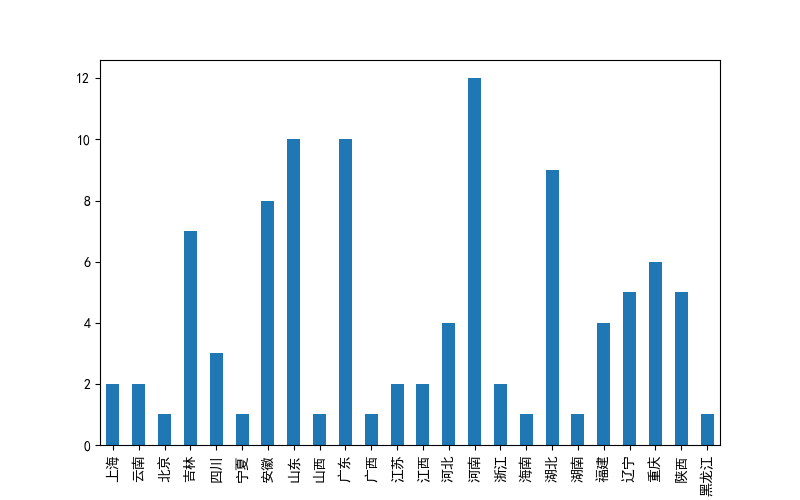 12
10
8
6
4
2
0
上海
云南
北京
吉林
四川
宁夏
安徽
山东
山西
广东
广西
江苏
江西
河北
河南
浙江
海南
湖北
湖南
福建
辽宁
重庆
陕西
黑龙江